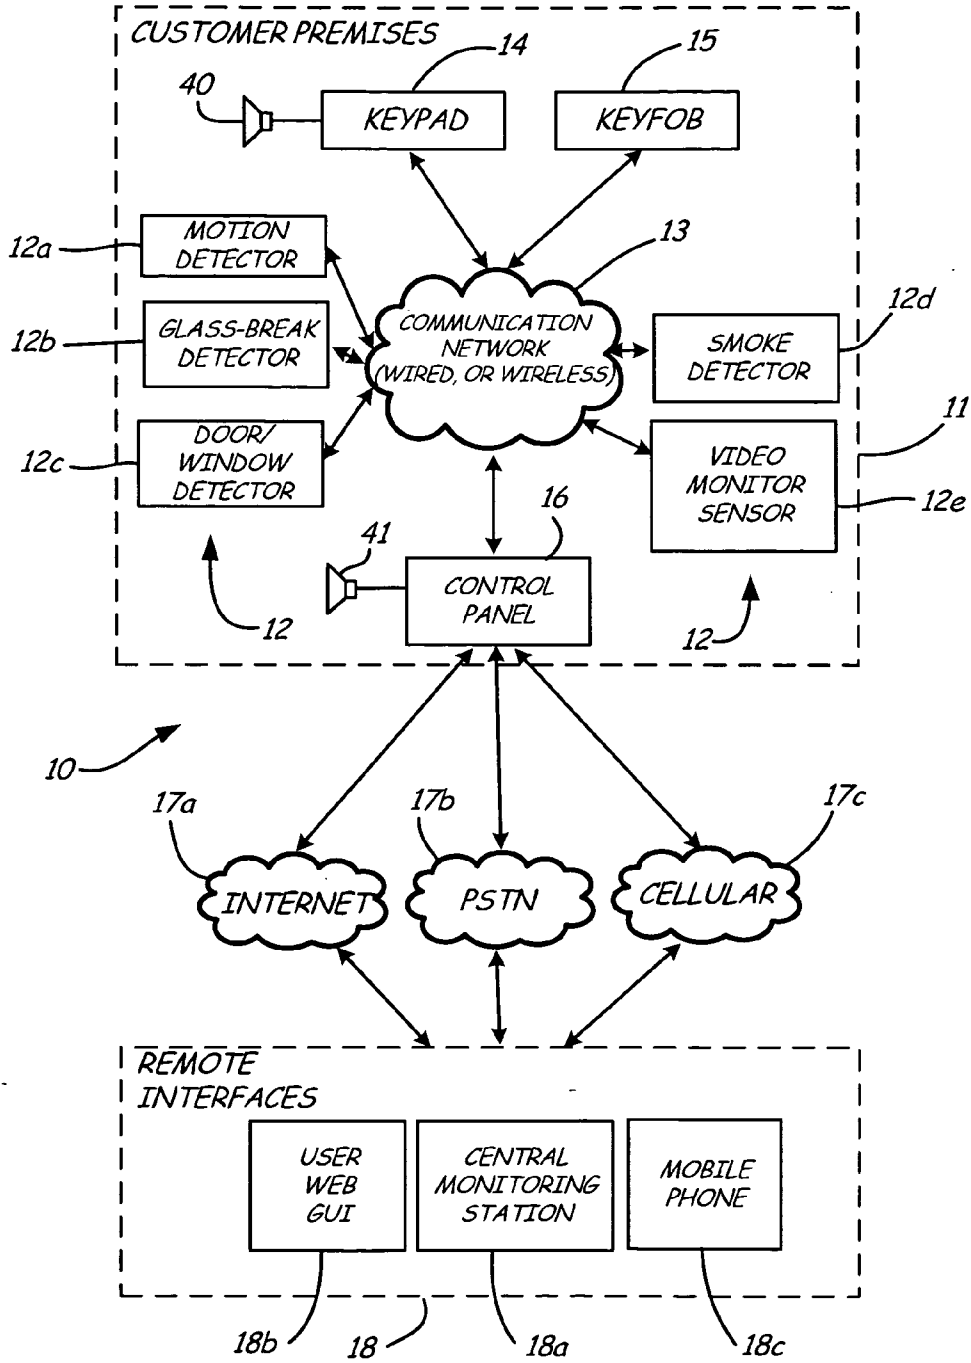 CUSTOMER PREMISES
14
15
40
KEYPAD
KEYFOB
12a
MOTION
DETECTOR
13
12b
GLASS-BREAK
DETECTOR
COMMUNICATION
NETWORK
(WIRED, OR WIRELESS)
SMOKE
DETECTOR
12d
12c
DOOR/
WINDOW
DETECTOR
VIDEO
MONITOR
SENSOR
11
12e
16
41
CONTROL
PANEL
12
12
10
17a
17b
17c
INTERNET
PSTN
CELLULAR
REMOTE
INTERFACES
USER
WEB
GUI
CENTRAL
MONITORING
STATION
MOBILE
PHONE
18b
18
18a
18c